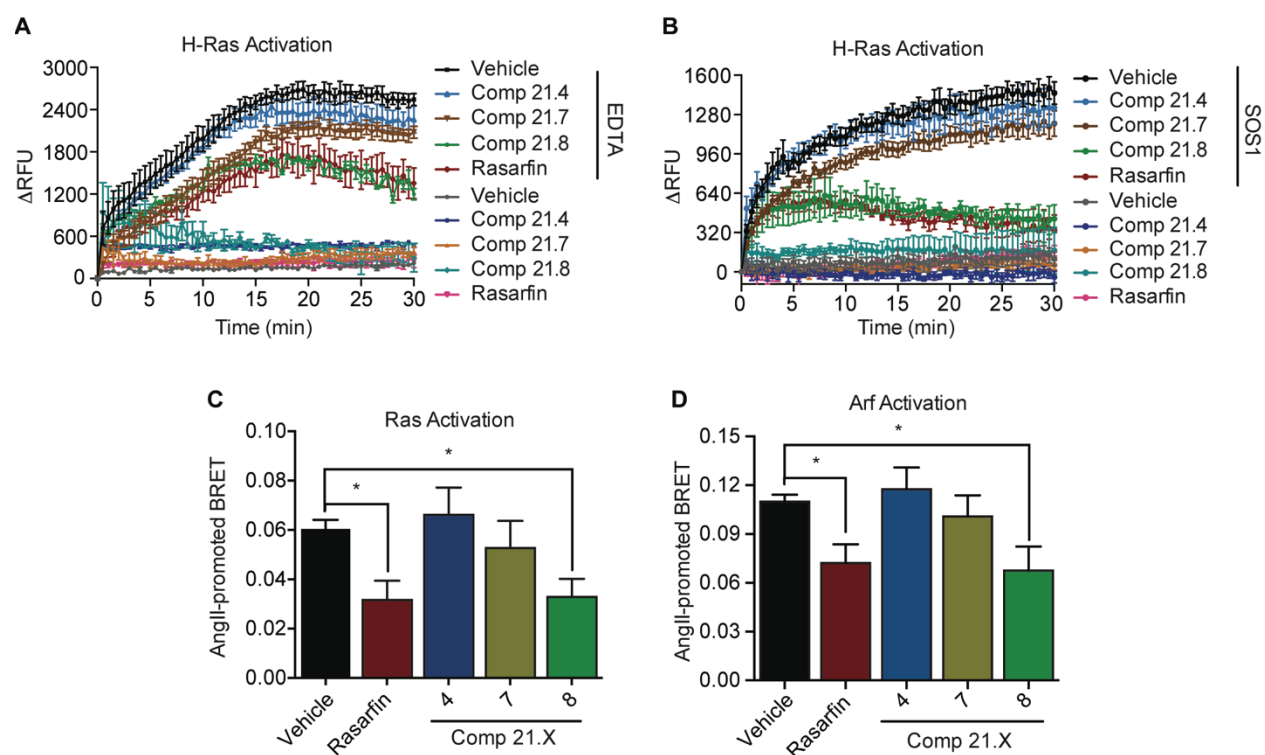 A
H-Ras Activation
ΔRFU
3000
2400
1800
1200
600
0
0 5 10 15 20 25 30
Time (min)
Vehicle
Comp 21.4
Comp 21.7
Comp 21.8
Rasarfin
EDTA
Vehicle
Comp 21.4
Comp 21.7
Comp 21.8
Rasarfin
B
H-Ras Activation
ΔRFU
1600
1280
960
640
320
0
0 5 10 15 20 25 30
Time (min)
Vehicle
Comp 21.4
Comp 21.7
Comp 21.8
Rasarfin
SOS1
Vehicle
Comp 21.4
Comp 21.7
Comp 21.8
Rasarfin
C
Ras Activation
AngII-promoted BRET
0.10
0.08
0.06
0.04
0.02
0.00
*
*
Vehicle Rasarfin 4 7 8
Comp 21.X
D
Arf Activation
AngII-promoted BRET
0.15
0.12
0.09
0.06
0.03
0.00
*
*
Vehicle Rasarfin 4 7 8
Comp 21.X